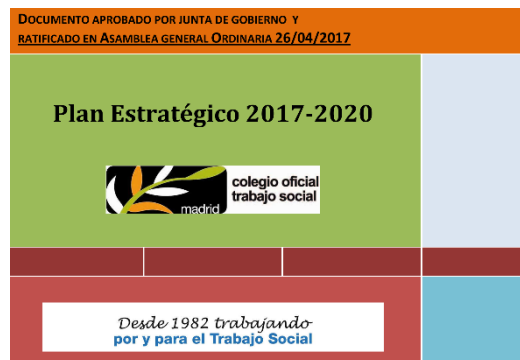 DOCUMENTO APROBADO POR JUNTA DE GOBIERNO Y
RATIFICADO EN ASAMBLEA GENERAL ORDINARIA 26/04/2017
Plan Estratégico 2017-2020
colegio oficial
trabajo social
madrid
Desde 1982 trabajando
por y para el Trabajo Social